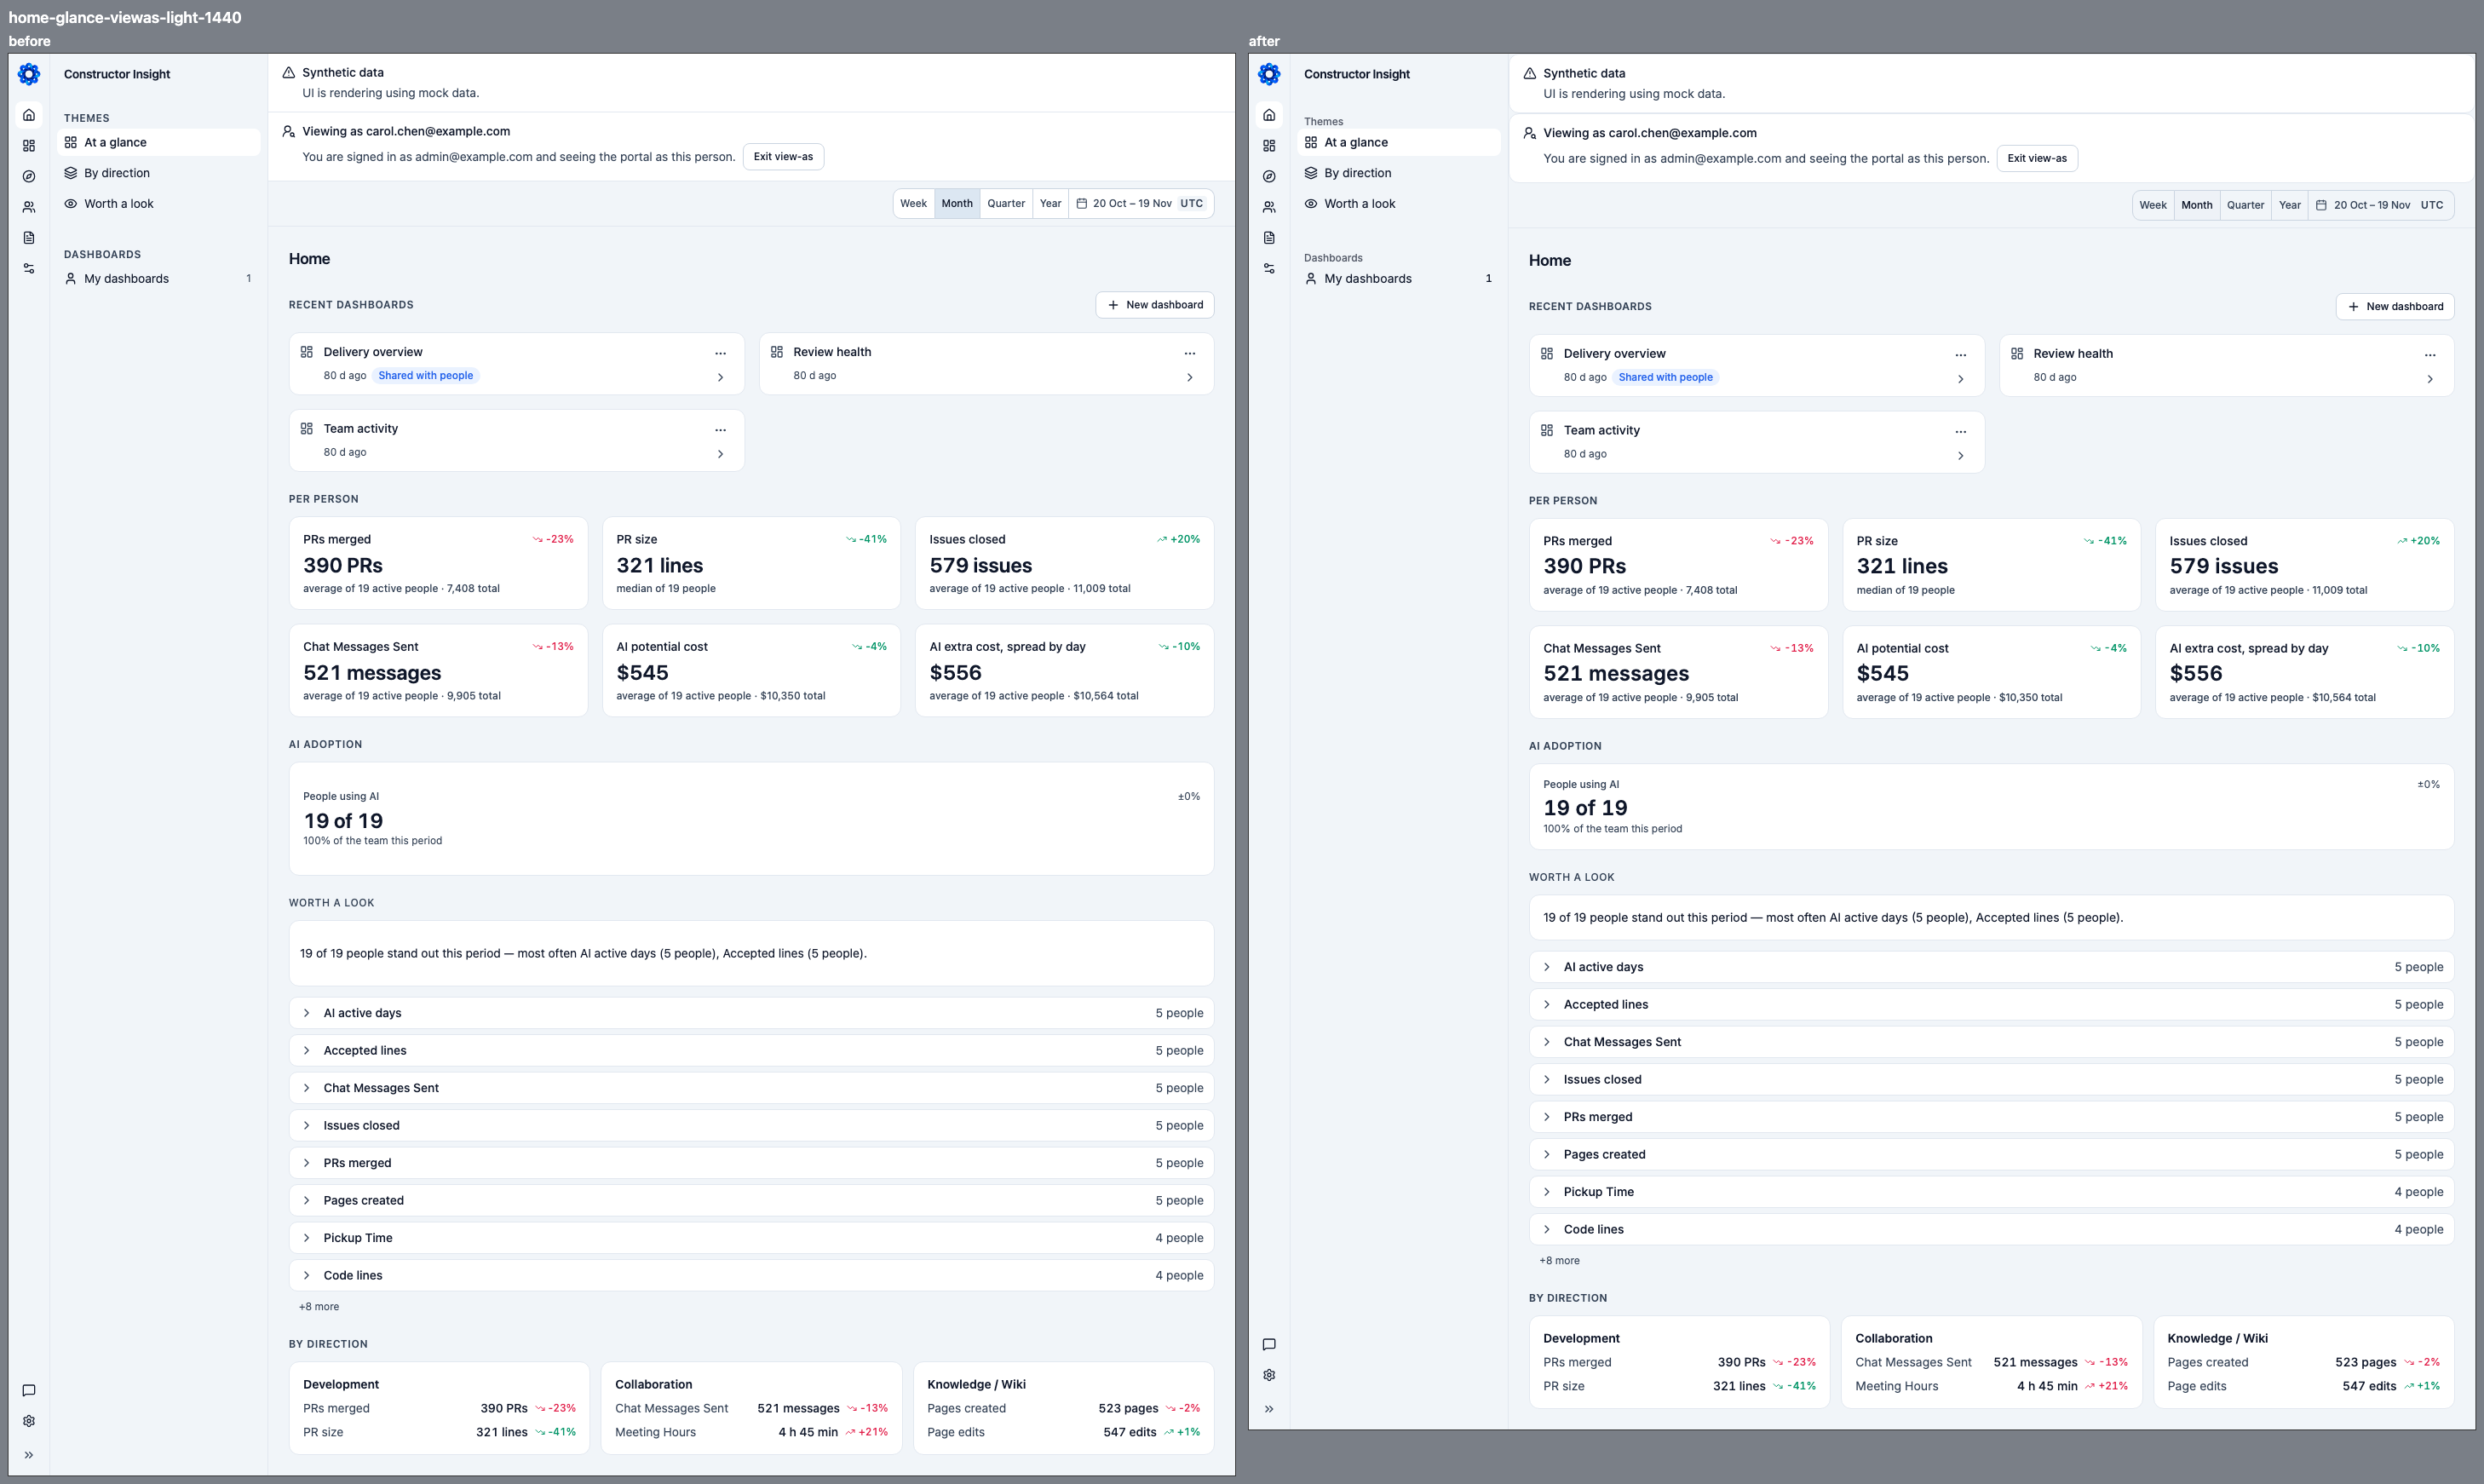 home-glance-viewas-light-1440
before
Constructor Insight
THEMES
At a glance
By direction
Worth a look
DASHBOARDS
My dashboards 1
Synthetic data
UI is rendering using mock data.
Viewing as carol.chen@example.com
You are signed in as admin@example.com and seeing the portal as this person. Exit view-as
Week Month Quarter Year 20 Oct – 19 Nov UTC
Home
RECENT DASHBOARDS + New dashboard
Delivery overview ...
80 d ago Shared with people
Review health ...
80 d ago
Team activity ...
80 d ago
PER PERSON
PRs merged -23%
390 PRs
average of 19 active people · 7,408 total
PR size -41%
321 lines
median of 19 people
Issues closed +20%
579 issues
average of 19 active people · 11,009 total
Chat Messages Sent -13%
521 messages
average of 19 active people · 9,905 total
AI potential cost -4%
$545
average of 19 active people · $10,350 total
AI extra cost, spread by day -10%
$556
average of 19 active people · $10,564 total
AI ADOPTION
People using AI ±0%
19 of 19
100% of the team this period
WORTH A LOOK
19 of 19 people stand out this period — most often AI active days (5 people), Accepted lines (5 people).
AI active days 5 people
Accepted lines 5 people
Chat Messages Sent 5 people
Issues closed 5 people
PRs merged 5 people
Pages created 5 people
Pickup Time 4 people
Code lines 4 people
+8 more
BY DIRECTION
Development
PRs merged 390 PRs -23%
PR size 321 lines -41%
Collaboration
Chat Messages Sent 521 messages -13%
Meeting Hours 4 h 45 min +21%
Knowledge / Wiki
Pages created 523 pages -2%
Page edits 547 edits +1%
after
Constructor Insight
Themes
At a glance
By direction
Worth a look
Dashboards
My dashboards 1
Synthetic data
UI is rendering using mock data.
Viewing as carol.chen@example.com
You are signed in as admin@example.com and seeing the portal as this person. Exit view-as
Week Month Quarter Year 20 Oct – 19 Nov UTC
Home
RECENT DASHBOARDS + New dashboard
Delivery overview ...
80 d ago Shared with people
Review health ...
80 d ago
Team activity ...
80 d ago
PER PERSON
PRs merged -23%
390 PRs
average of 19 active people · 7,408 total
PR size -41%
321 lines
median of 19 people
Issues closed +20%
579 issues
average of 19 active people · 11,009 total
Chat Messages Sent -13%
521 messages
average of 19 active people · 9,905 total
AI potential cost -4%
$545
average of 19 active people · $10,350 total
AI extra cost, spread by day -10%
$556
average of 19 active people · $10,564 total
AI ADOPTION
People using AI ±0%
19 of 19
100% of the team this period
WORTH A LOOK
19 of 19 people stand out this period — most often AI active days (5 people), Accepted lines (5 people).
AI active days 5 people
Accepted lines 5 people
Chat Messages Sent 5 people
Issues closed 5 people
PRs merged 5 people
Pages created 5 people
Pickup Time 4 people
Code lines 4 people
+8 more
BY DIRECTION
Development
PRs merged 390 PRs -23%
PR size 321 lines -41%
Collaboration
Chat Messages Sent 521 messages -13%
Meeting Hours 4 h 45 min +21%
Knowledge / Wiki
Pages created 523 pages -2%
Page edits 547 edits +1%